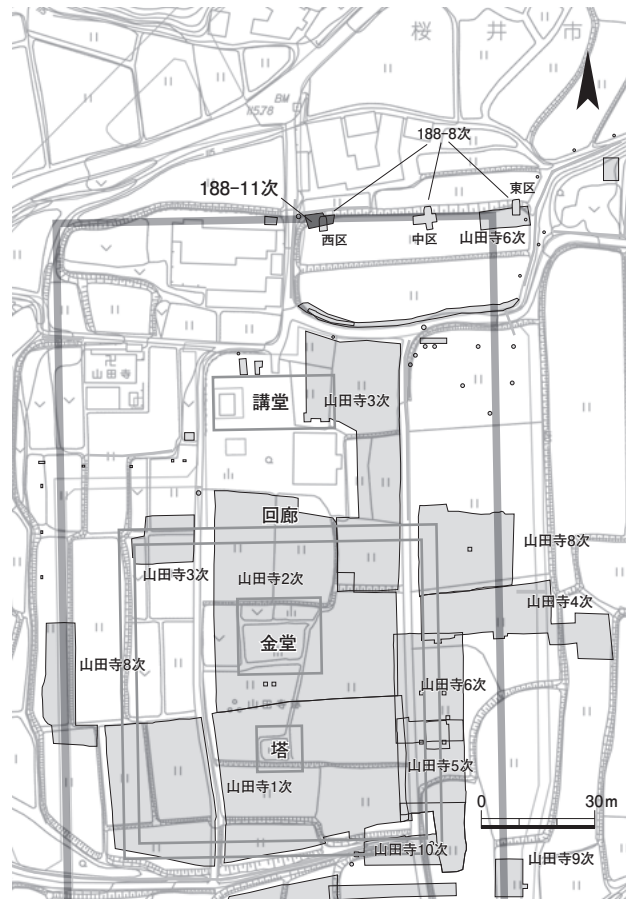 桜井市
BM
188-8次
188-11次
東区
西区
中区
山田寺6次
卍
山田寺
講堂
山田寺3次
回廊
山田寺8次
山田寺3次
山田寺2次
山田寺4次
金堂
山田寺8次
山田寺6次
塔
山田寺5次
山田寺1次
0 30m
山田寺10次
山田寺9次